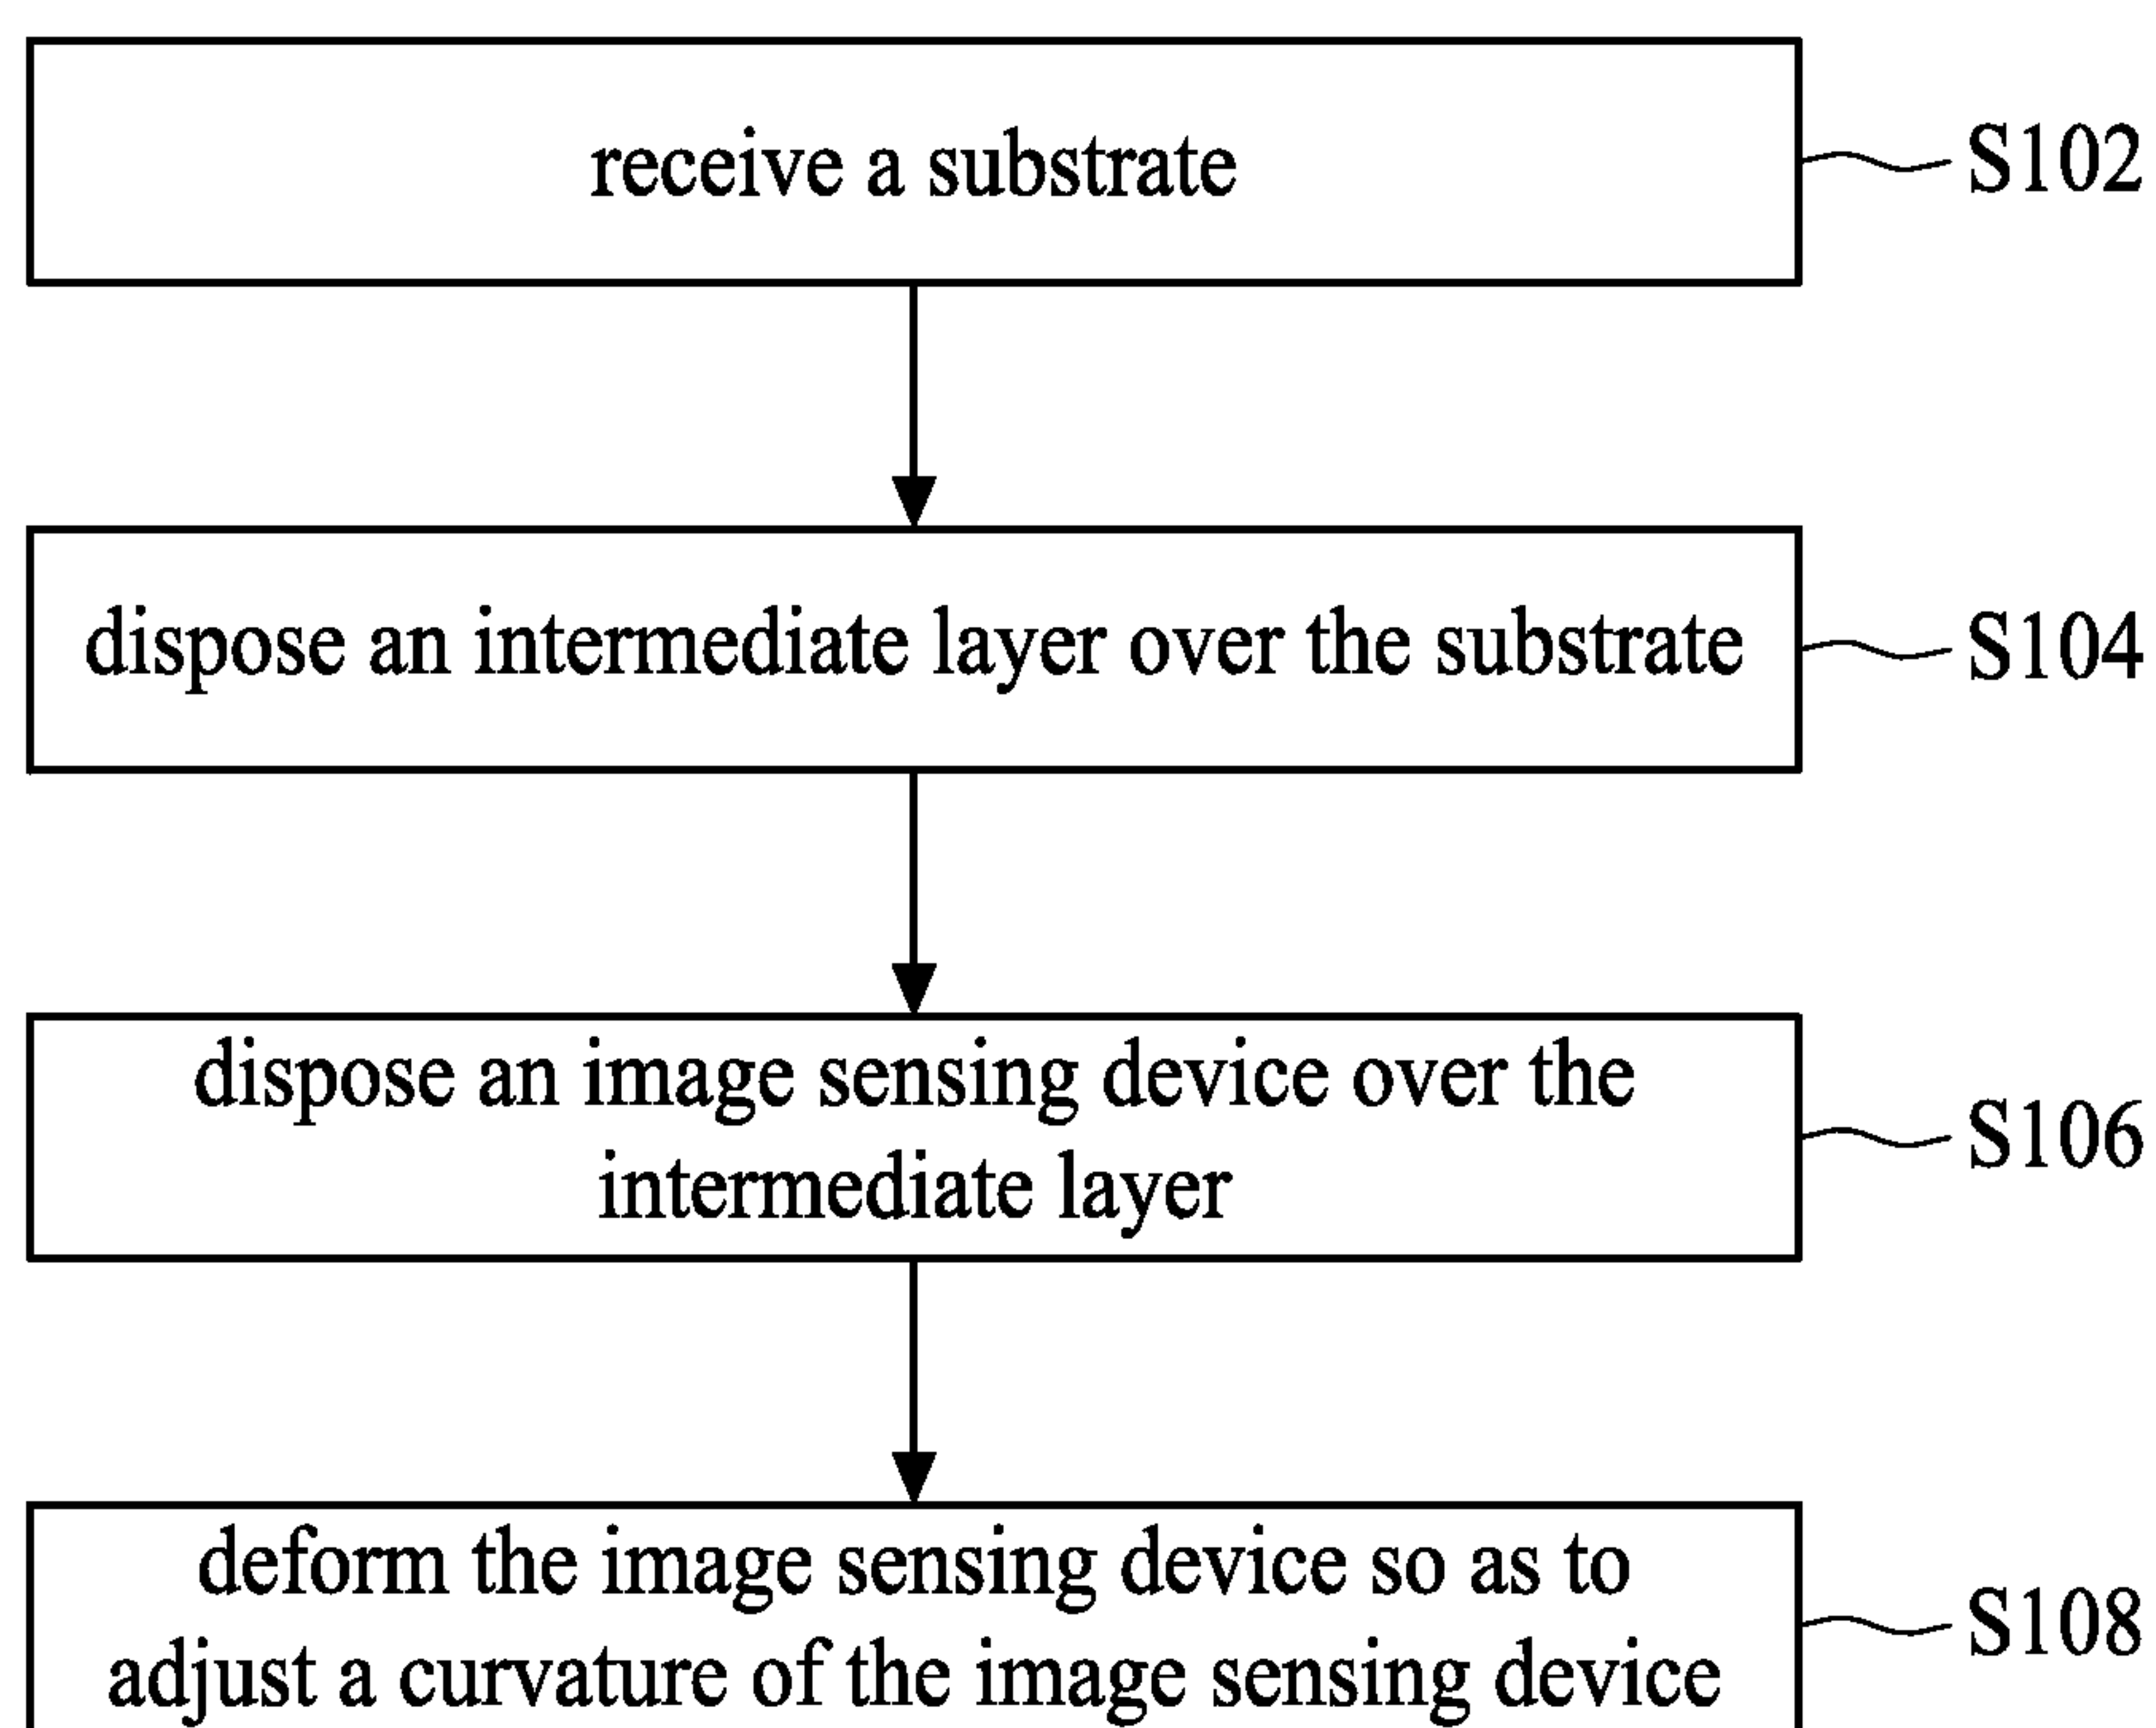 receive a substrate
S102
dispose an intermediate layer over the substrate
S104
dispose an image sensing device over the
intermediate layer
S106
deform the image sensing device so as to
adjust a curvature of the image sensing device
S108